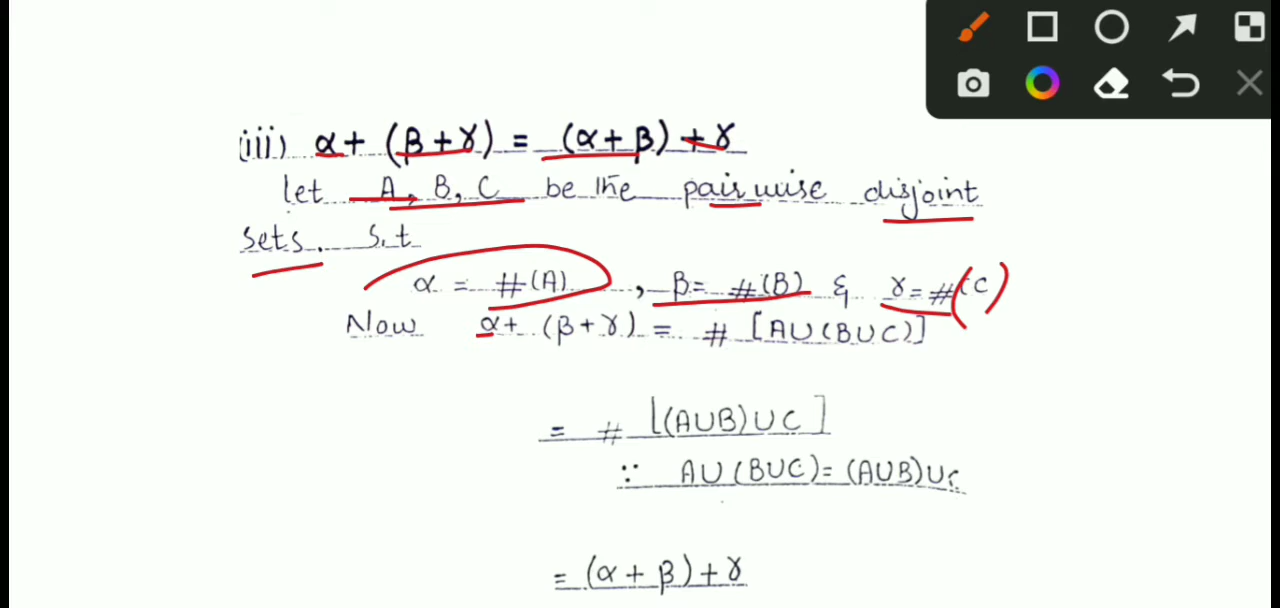 (iii) α + (β + γ) = (α + β) + γ
let A, B, C be the pairwise disjoint
sets. S.t
α = #(A) , β = #(B) & γ = #(C)
Now α + (β + γ) = # [A∪(B∪C)]
= # [(A∪B)∪C]
∵ A∪(B∪C) = (A∪B)∪C
= (α + β) + γ